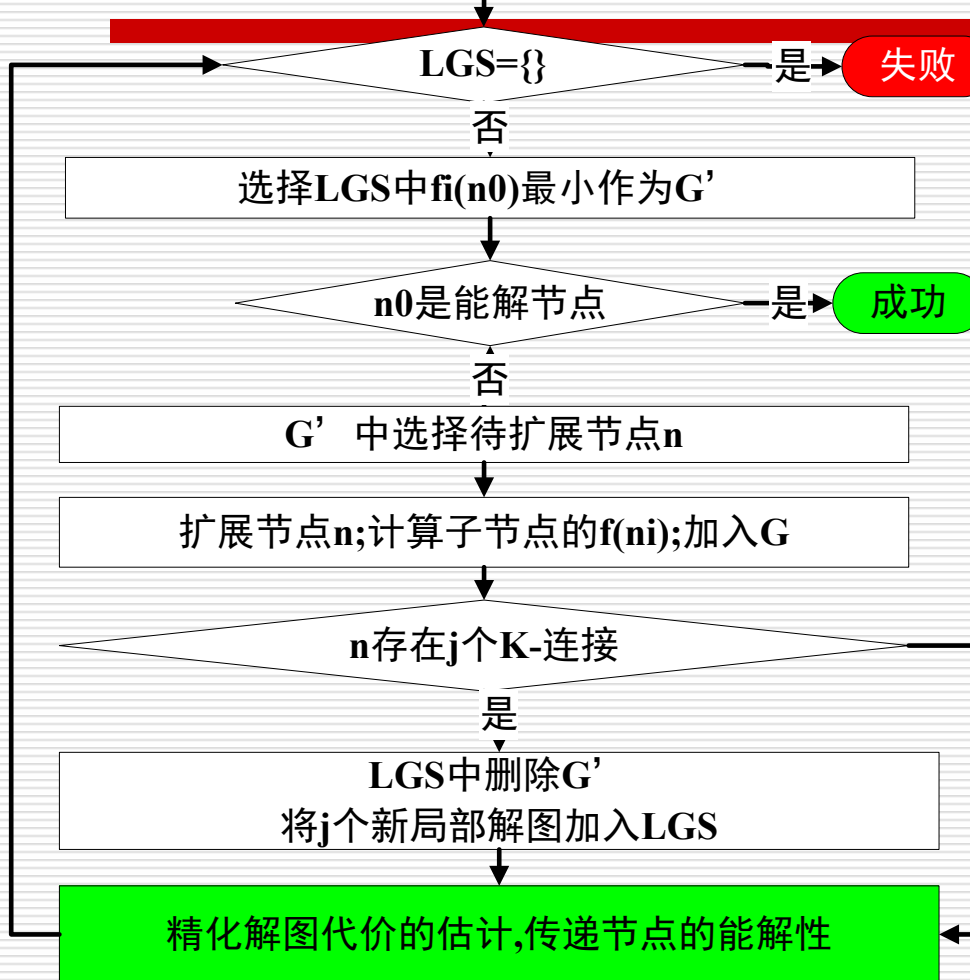 LGS={}
是
失败
否
选择LGS中fi(n0)最小作为G’
n0是能解节点
是
成功
否
G’ 中选择待扩展节点n
扩展节点n;计算子节点的f(ni);加入G
n存在j个K-连接
是
LGS中删除G’
将j个新局部解图加入LGS
精化解图代价的估计,传递节点的能解性